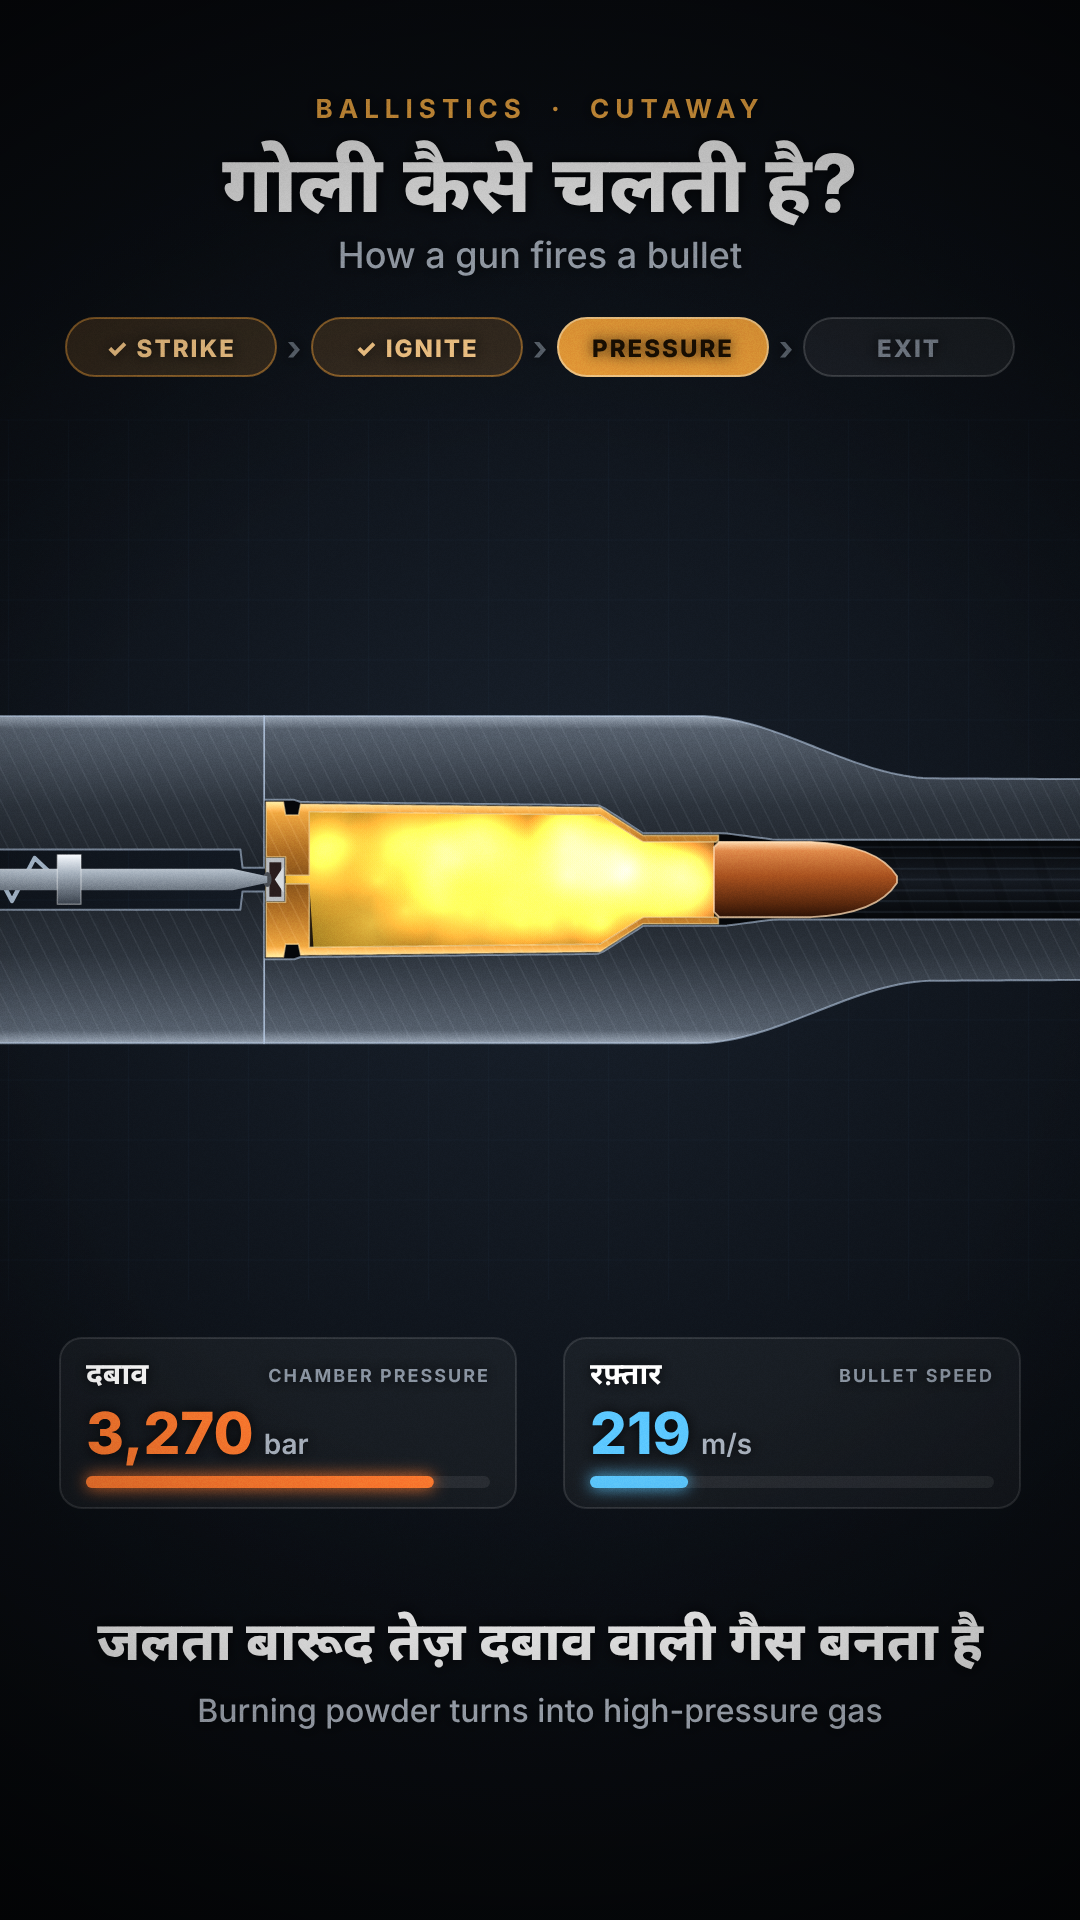 BALLISTICS · CUTAWAY
गोली कैसे चलती है?
How a gun fires a bullet
✓ STRIKE › ✓ IGNITE › PRESSURE › EXIT
दबाव CHAMBER PRESSURE
3,270 bar
रफ़्तार BULLET SPEED
219 m/s
जलता बारूद तेज़ दबाव वाली गैस बनता है
Burning powder turns into high-pressure gas